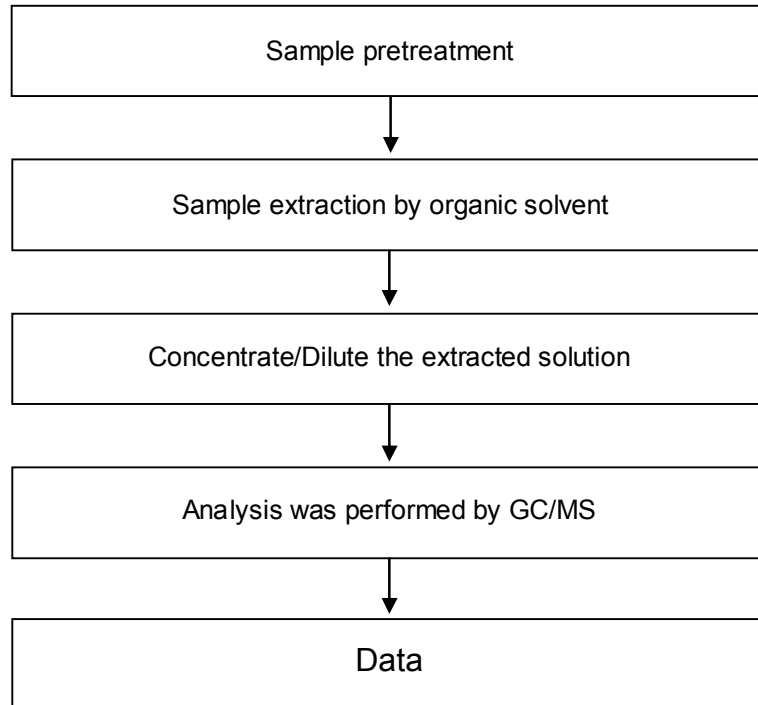 Sample pretreatment
Sample extraction by organic solvent
Concentrate/Dilute the extracted solution
Analysis was performed by GC/MS
Data